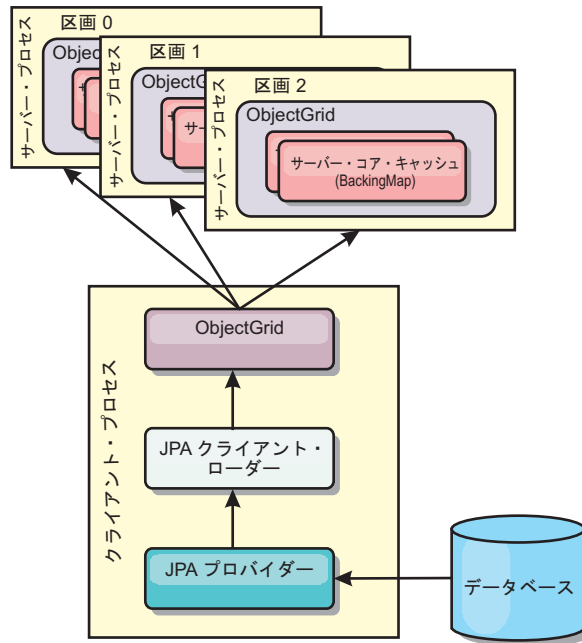 区画 0
サーバー・プロセス
区画 1
サーバー・プロセス
ObjectG
サ
区画 2
サーバー・プロセス
ObjectGrid
サーバー・コア・キャッシュ
(BackingMap)
クライアント・プロセス
ObjectGrid
JPA クライアント・
ローダー
JPA プロバイダー
データベース